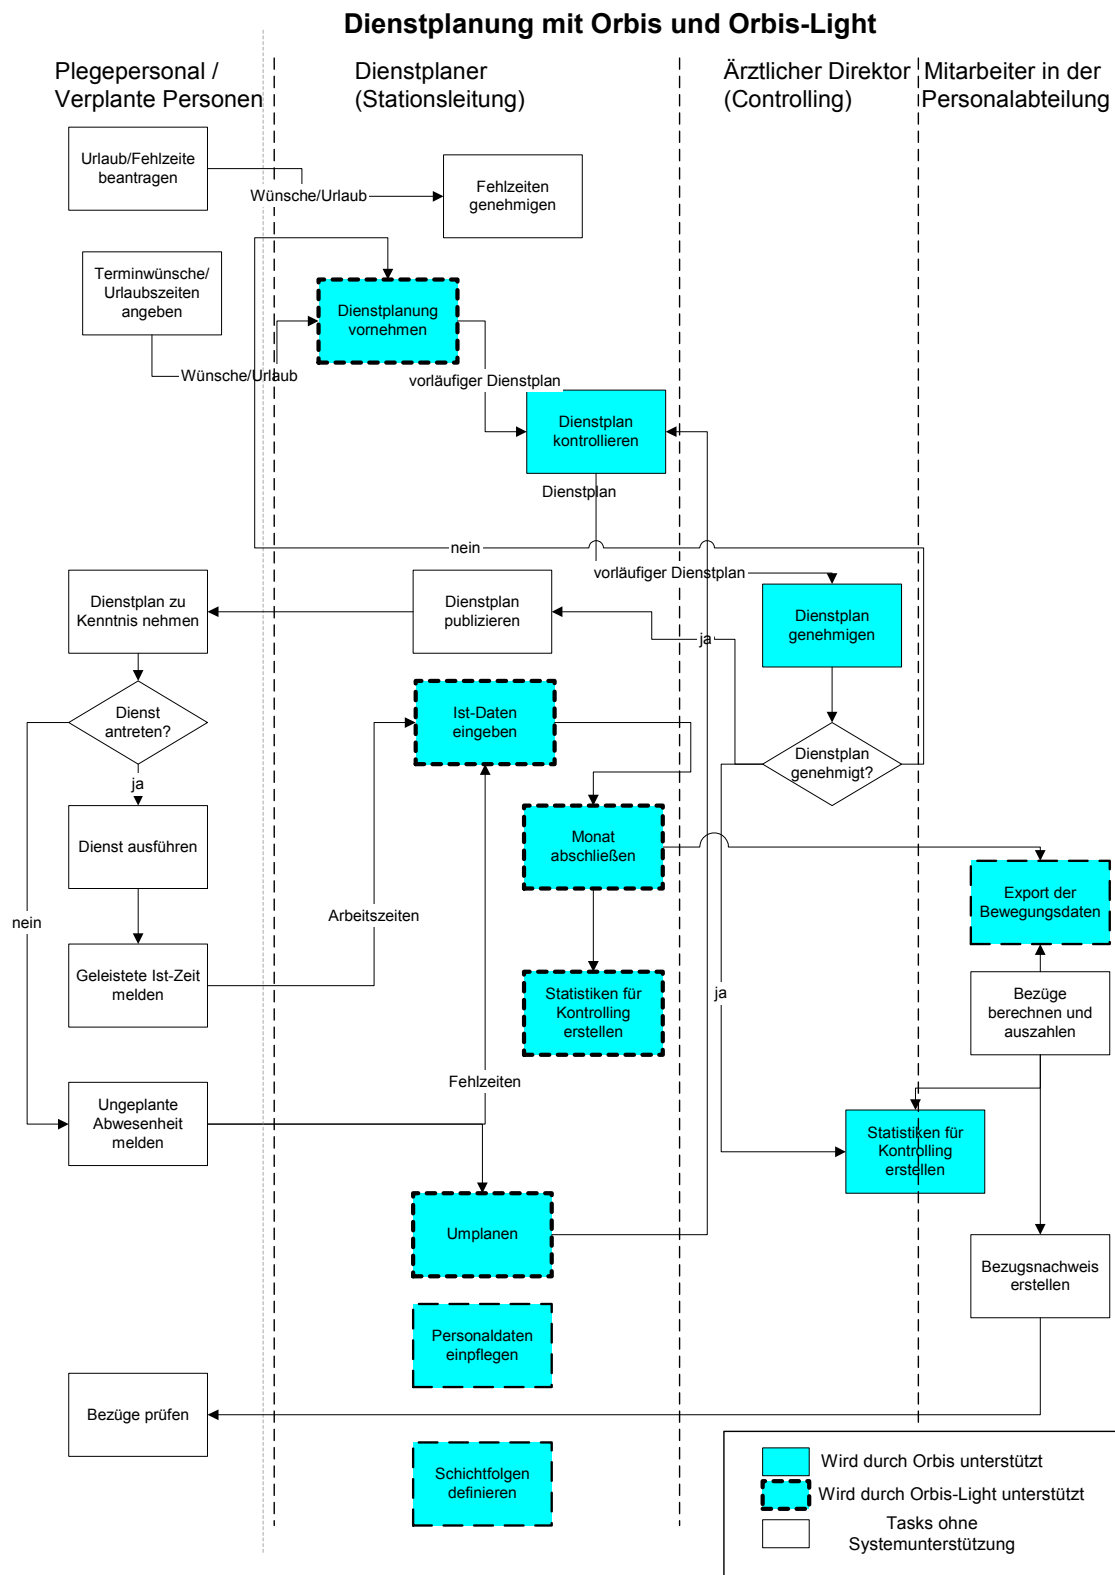 Dienstplanung mit Orbis und Orbis-Light
Plegepersonal /
Verplante Personen
Dienstplaner
(Stationsleitung)
Ärztlicher Direktor
(Controlling)
Mitarbeiter in der
Personalabteilung
Urlaub/Fehlzeite
beantragen
Wünsche/Urlaub
Fehlzeiten
genehmigen
Terminwünsche/
Urlaubszeiten
angeben
Wünsche/Urlaub
Dienstplanung
vornehmen
vorläufiger Dienstplan
Dienstplan
kontrollieren
Dienstplan
nein
vorläufiger Dienstplan
Dienstplan zu
Kenntnis nehmen
Dienstplan
publizieren
ja
Dienstplan
genehmigen
Dienst
antreten?
Ist-Daten
eingeben
Dienstplan
genehmigt?
ja
Dienst ausführen
Monat
abschließen
nein
Arbeitszeiten
Export der
Bewegungsdaten
Geleistete Ist-Zeit
melden
Statistiken für
Kontrolling
erstellen
ja
Bezüge
berechnen und
auszahlen
Fehlzeiten
Ungeplante
Abwesenheit
melden
Statistiken für
Kontrolling
erstellen
Umplanen
Bezugsnachweis
erstellen
Personaldaten
einpflegen
Bezüge prüfen
Schichtfolgen
definieren
Wird durch Orbis unterstützt
Wird durch Orbis-Light unterstützt
Tasks ohne
Systemunterstützung